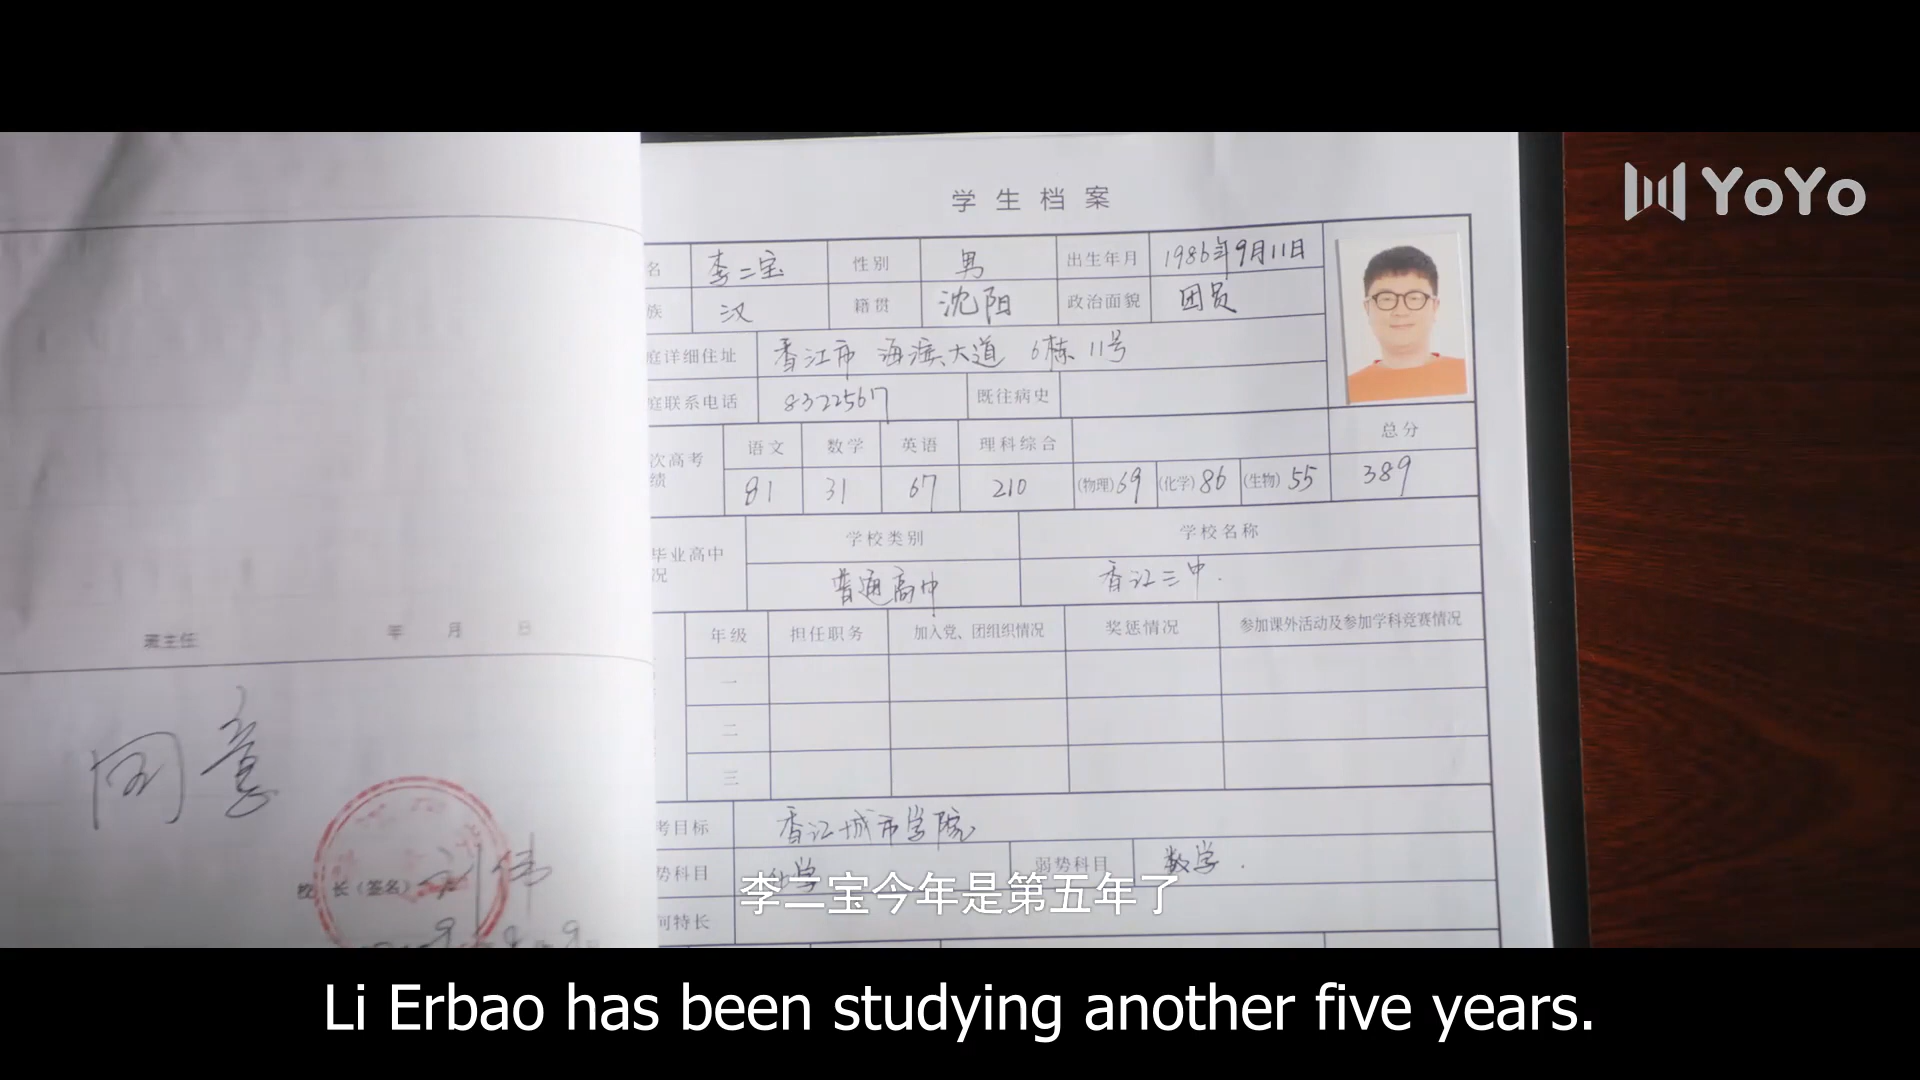 YoYo
学生档案
名 李二宝 性别 男 出生年月 1986年9月11日
族 汉 籍贯 沈阳 政治面貌 团员
庭详细住址 香江市 海滨大道 6栋 11号
庭联系电话 8322567 既往病史
次高考 绩 语文 数学 英语 理科综合 总分
81 31 67 210 (物理) 69 (化学) 86 (生物) 55 389
毕业高中 况 学校类别 学校名称
普通高中 香江三中.
年级 担任职务 加入党、团组织情况 奖惩情况 参加课外活动及参加学科竞赛情况
一
二
三
考目标 香江城市学院
势科目 化学 弱势科目 数学.
何特长
班主任 年 月 日
同意
校 长(签名) 刘伟
李二宝今年是第五年了
Li Erbao has been studying another five years.